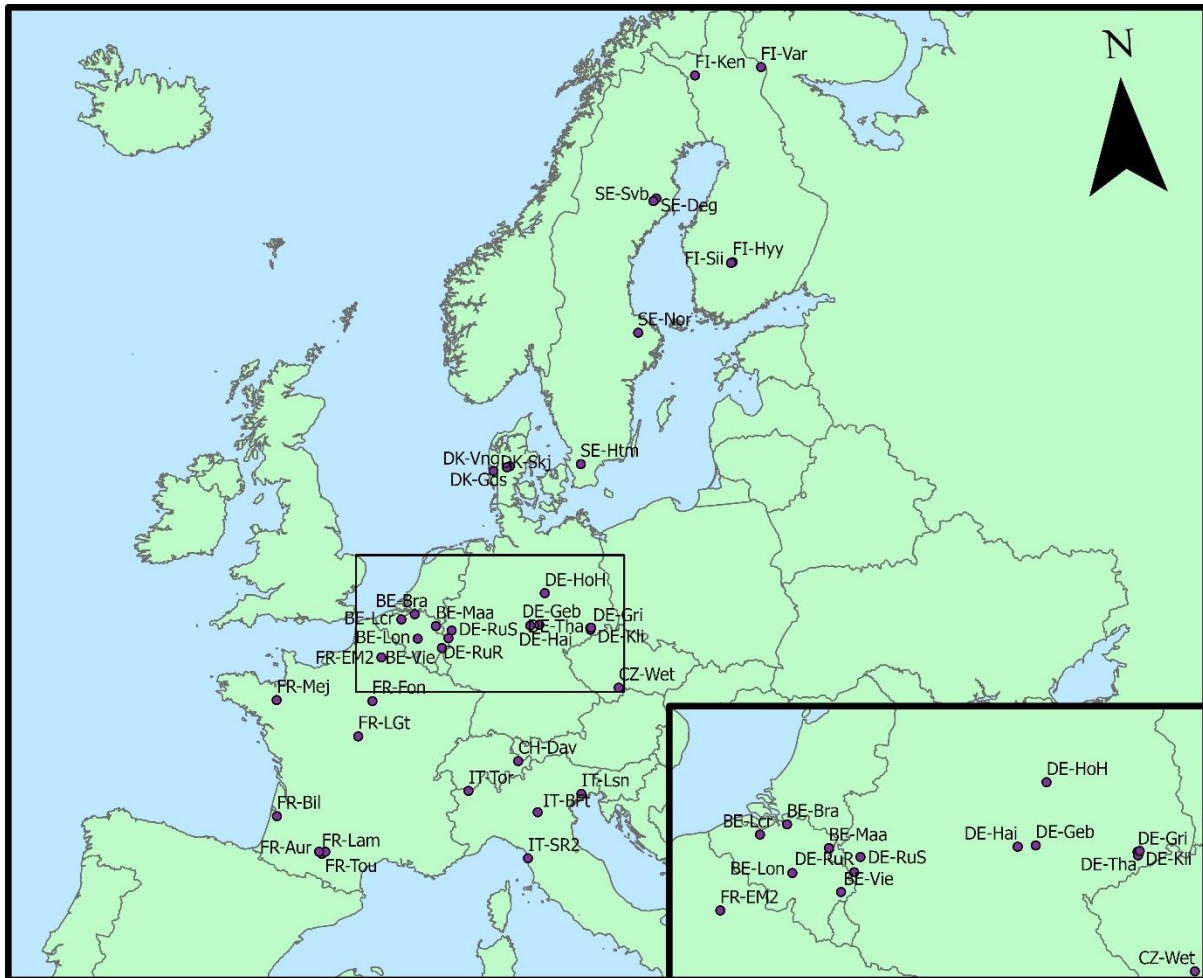 N
FI-Ken
FI-Var
SE-Svb
SE-Deg
FI-Sii
FI-Hyy
SE-Nor
SE-Htm
DK-Vng
DK-Skj
DK-Gds
DE-HoH
BE-Bra
BE-Lcr
BE-Maa
DE-Geb
DE-Gri
DE-RuS
DE-Tha
BE-Lon
DE-Hai
DE-Kli
FR-EM2
BE-Vie
DE-RuR
CZ-Wet
FR-Mej
FR-Fon
FR-LGt
CH-Dav
IT-Tor
IT-Lsn
FR-Bil
IT-BFt
FR-Aur
FR-Lam
FR-Tou
IT-SR2
DE-HoH
BE-Bra
BE-Lcr
BE-Maa
DE-Hai
DE-Geb
DE-Gri
DE-RuR
DE-RuS
DE-Kli
DE-Tha
BE-Lon
BE-Vie
FR-EM2
CZ-Wet